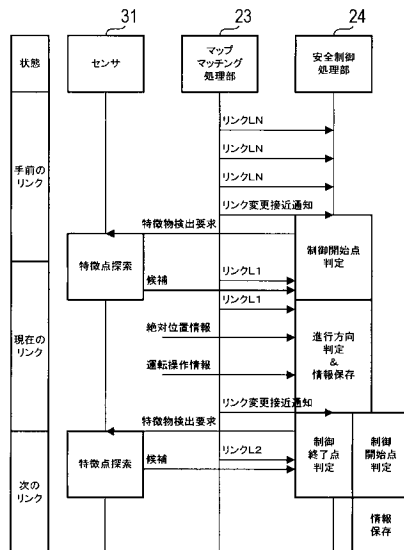 31
23
24
状態
センサ
マップ
マッチング
処理部
安全制御
処理部
リンクLN
リンクLN
手前の
リンク
リンクLN
リンク変更接近通知
特徴物検出要求
制御開始点
判定
特徴点探索
候補
リンクL1
リンクL1
現在の
リンク
絶対位置情報
進行方向
判定
&
情報保存
運転操作情報
リンク変更接近通知
特徴物検出要求
次の
リンク
特徴点探索
候補
リンクL2
制御
終了点
判定
制御
開始点
判定
情報
保存